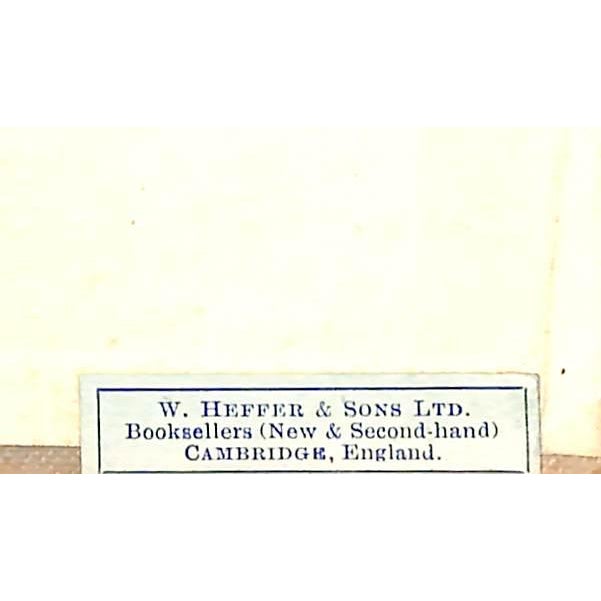 W. HEFFER & SONS LTD.
Booksellers (New & Second-hand)
CAMBRIDGE, England.